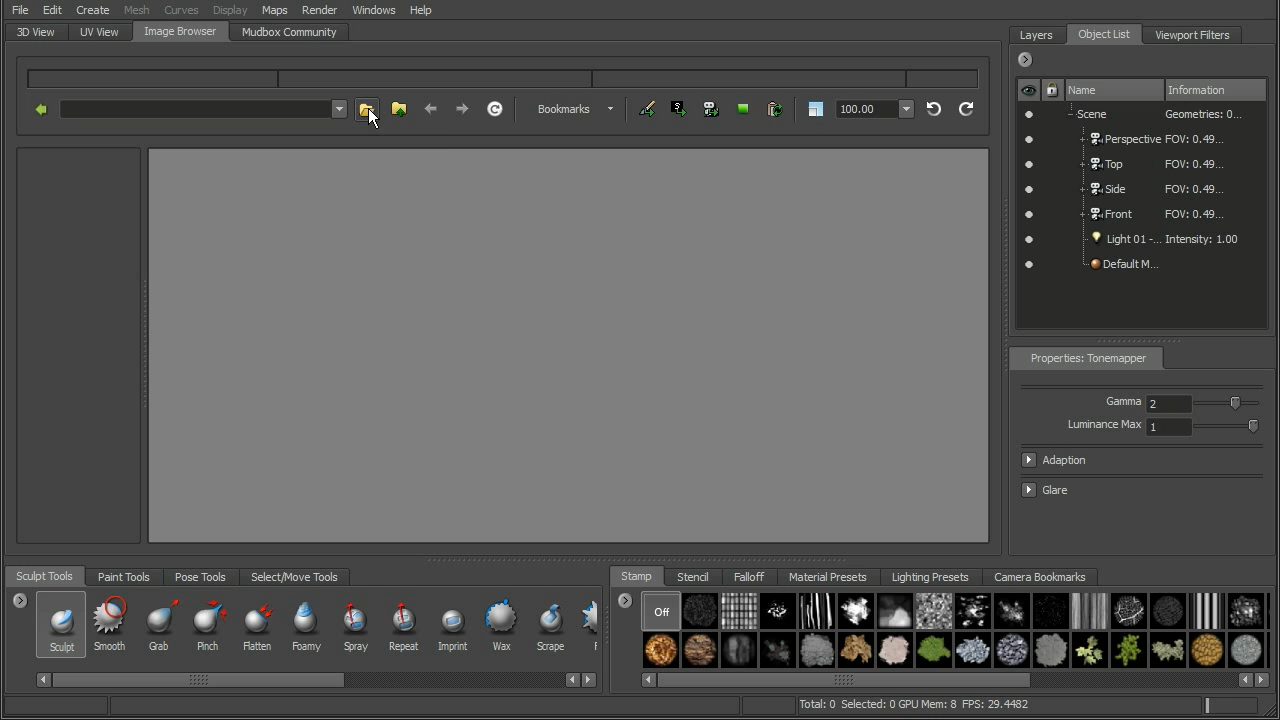 File Edit Create Mesh Curves Display Maps Render Windows Help
3D View UV View Image Browser Mudbox Community
Layers Object List Viewport Filters
Bookmarks 100.00
Name Information
Scene Geometries: 0...
Perspective FOV: 0.49...
Top FOV: 0.49...
Side FOV: 0.49...
Front FOV: 0.49...
Light 01 -... Intensity: 1.00
Default M...
Properties: Tonemapper
Gamma 2
Luminance Max 1
Adaption
Glare
Sculpt Tools Paint Tools Pose Tools Select/Move Tools
Stamp Stencil Falloff Material Presets Lighting Presets Camera Bookmarks
Off
Sculpt Smooth Grab Pinch Flatten Foamy Spray Repeat Imprint Wax Scrape F
Total: 0 Selected: 0 GPU Mem: 8 FPS: 29.4482